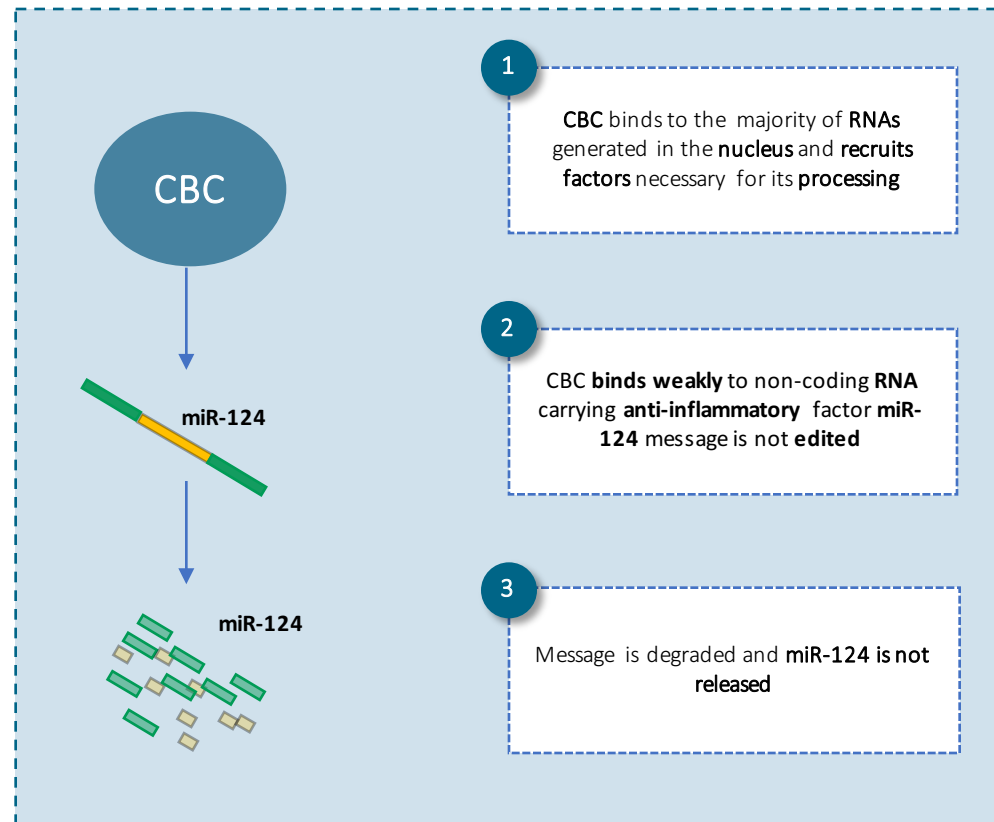 1
CBC binds to the majority of RNAs
generated in the nucleus and recruits
factors necessary for its processing
CBC
2
CBC binds weakly to non-coding RNA
carrying anti-inflammatory factor miR-
124 message is not edited
miR-124
3
Message is degraded and miR-124 is not
released
miR-124